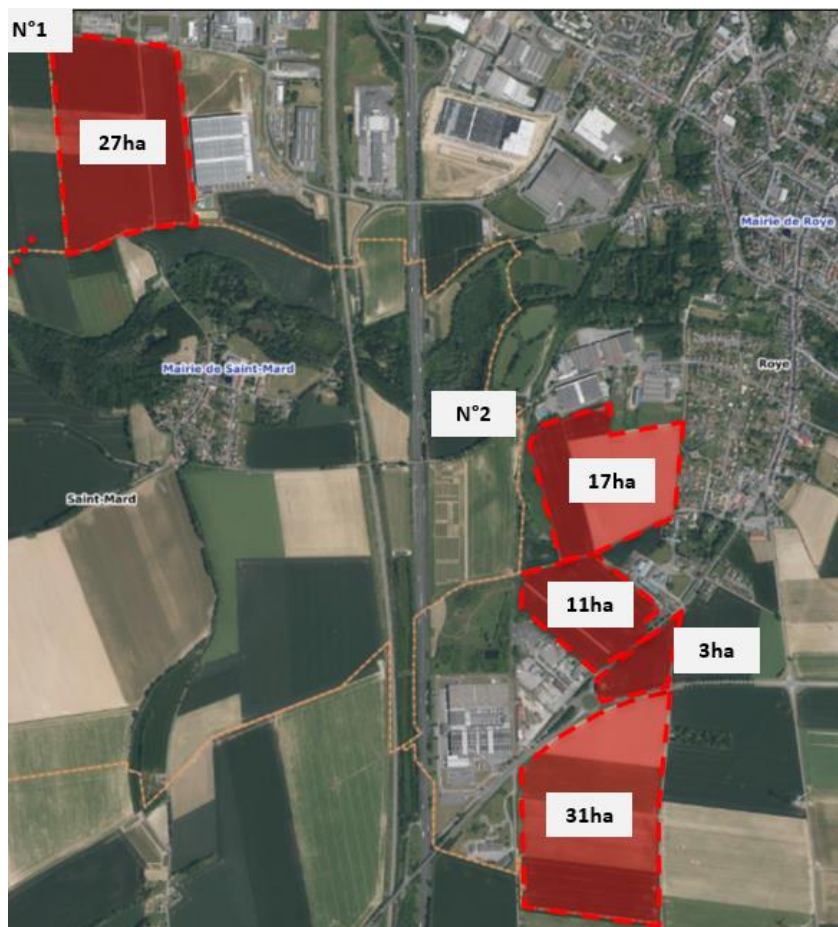 N°1
27ha
Mairie de Roye
Mairie de Saint-Mard
Roye
N°2
17ha
Saint-Mard
11ha
3ha
31ha